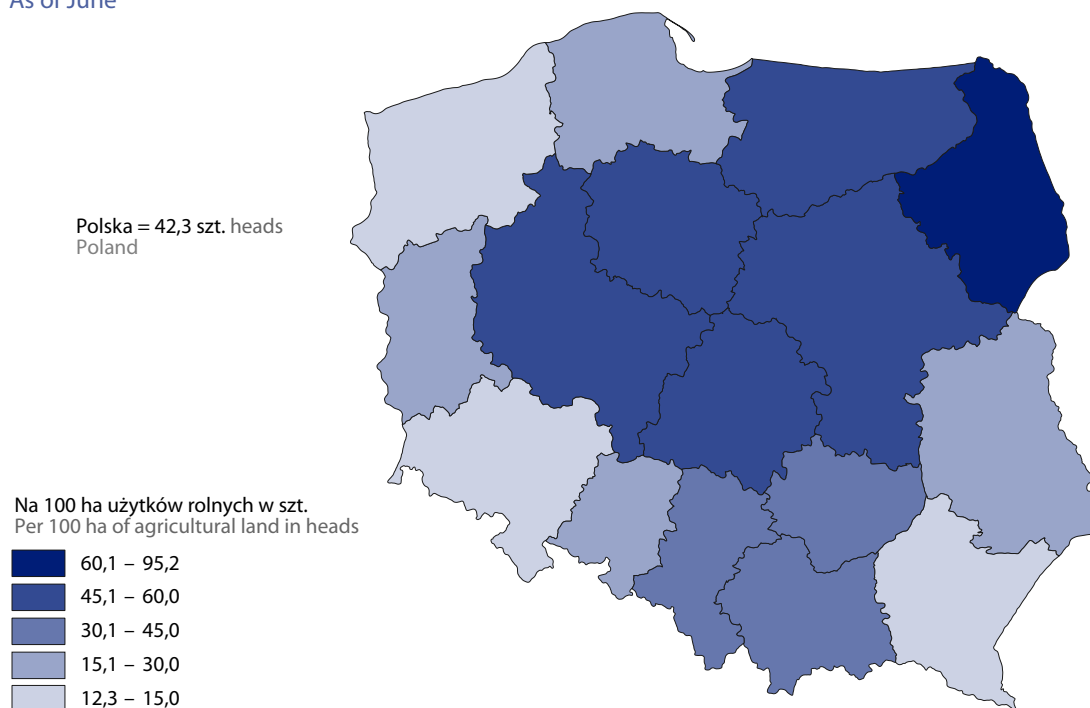 As of June
Polska = 42,3 szt. heads
Poland
Na 100 ha użytków rolnych w szt.
Per 100 ha of agricultural land in heads
60,1 – 95,2
45,1 – 60,0
30,1 – 45,0
15,1 – 30,0
12,3 – 15,0